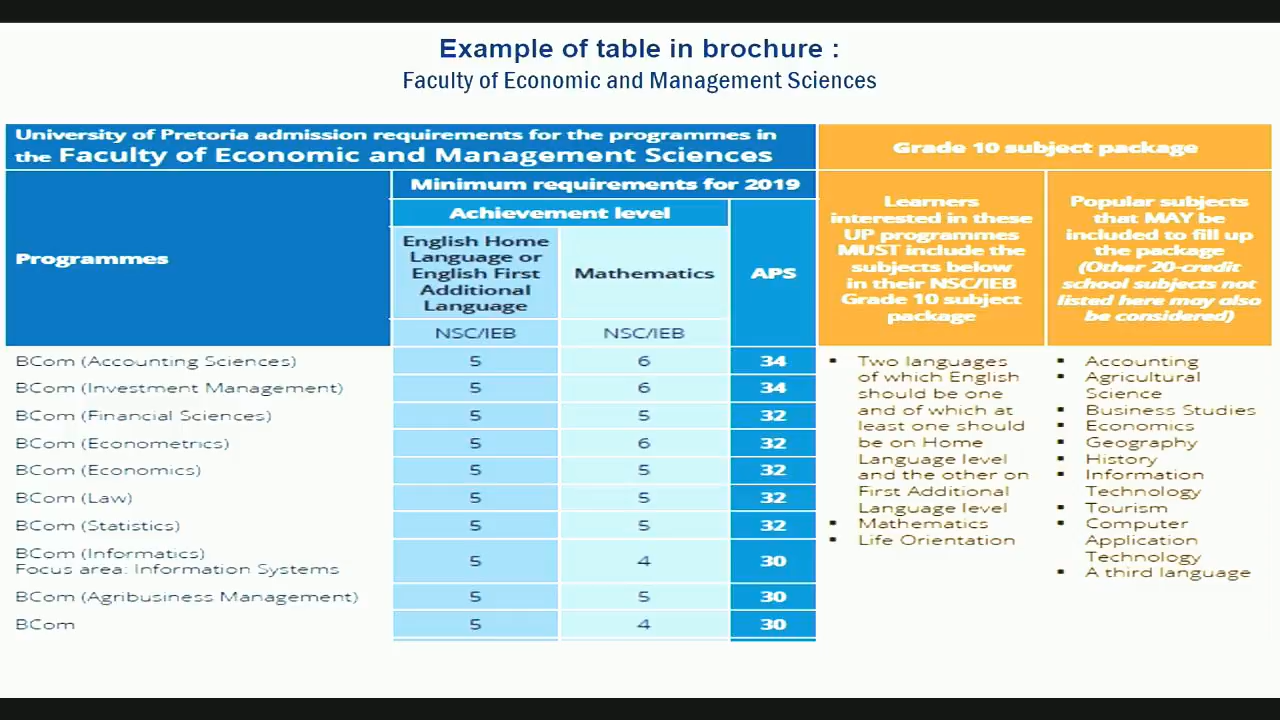 Example of table in brochure :
Faculty of Economic and Management Sciences
University of Pretoria admission requirements for the programmes in
the Faculty of Economic and Management Sciences
Grade 10 subject package
Programmes
Minimum requirements for 2019
Achievement level
English Home
Language or
English First
Additional
Language
Mathematics
APS
NSC/IEB
NSC/IEB
Learners
interested in these
UP programmes
MUST include the
subjects below
in their NSC/IEB
Grade 10 subject
package
Popular subjects
that MAY be
included to fill up
the package
(Other 20-credit
school subjects not
listed here may also
be considered)
BCom (Accounting Sciences) 5 6 34
BCom (Investment Management) 5 6 34
BCom (Financial Sciences) 5 5 32
BCom (Econometrics) 5 6 32
BCom (Economics) 5 5 32
BCom (Law) 5 5 32
BCom (Statistics) 5 5 32
BCom (Informatics)
Focus area: Information Systems 5 4 30
BCom (Agribusiness Management) 5 5 30
BCom 5 4 30
▪ Two languages
of which English
should be one
and of which at
least one should
be on Home
Language level
and the other on
First Additional
Language level
▪ Mathematics
▪ Life Orientation
▪ Accounting
▪ Agricultural
Science
▪ Business Studies
▪ Economics
▪ Geography
▪ History
▪ Information
Technology
▪ Tourism
▪ Computer
Application
Technology
▪ A third language